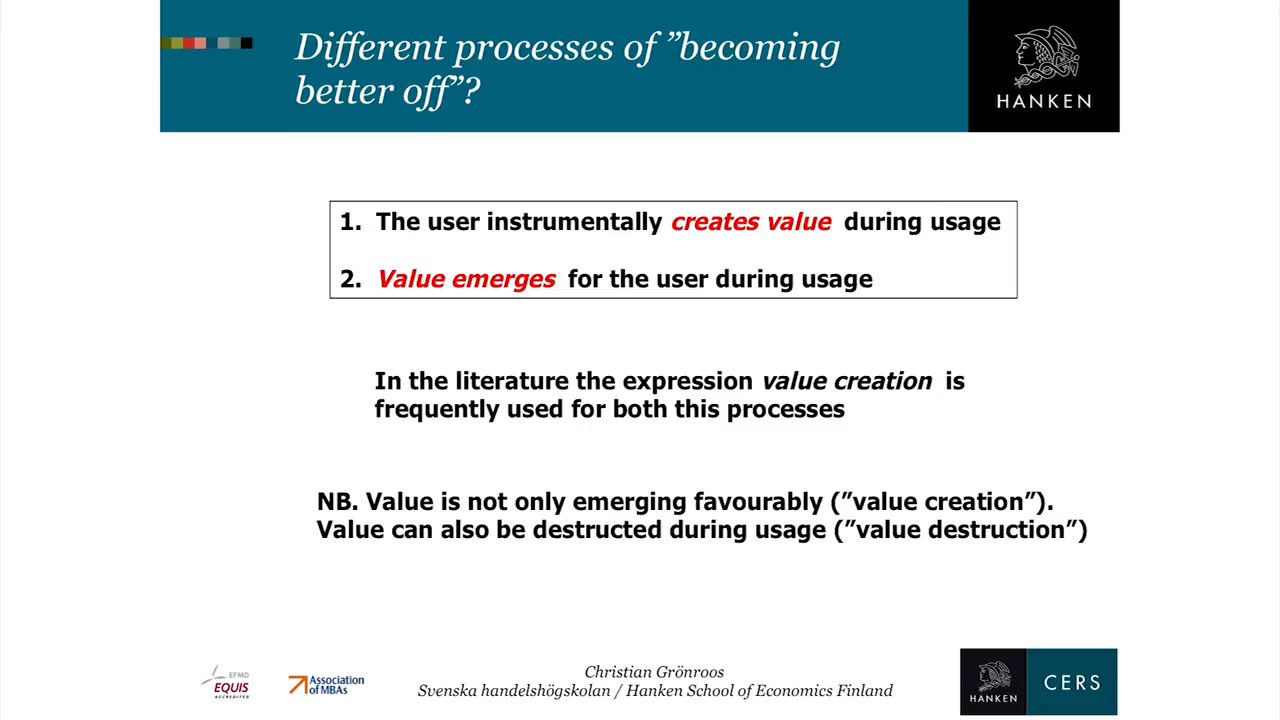 Different processes of ”becoming
better off”?
HANKEN
1. The user instrumentally creates value during usage
2. Value emerges for the user during usage
In the literature the expression value creation is
frequently used for both this processes
NB. Value is not only emerging favourably (”value creation”).
Value can also be destructed during usage (”value destruction”)
EFMD
EQUIS
ACCREDITED
Association
of MBAs
Christian Grönroos
Svenska handelshögskolan / Hanken School of Economics Finland
HANKEN
CERS